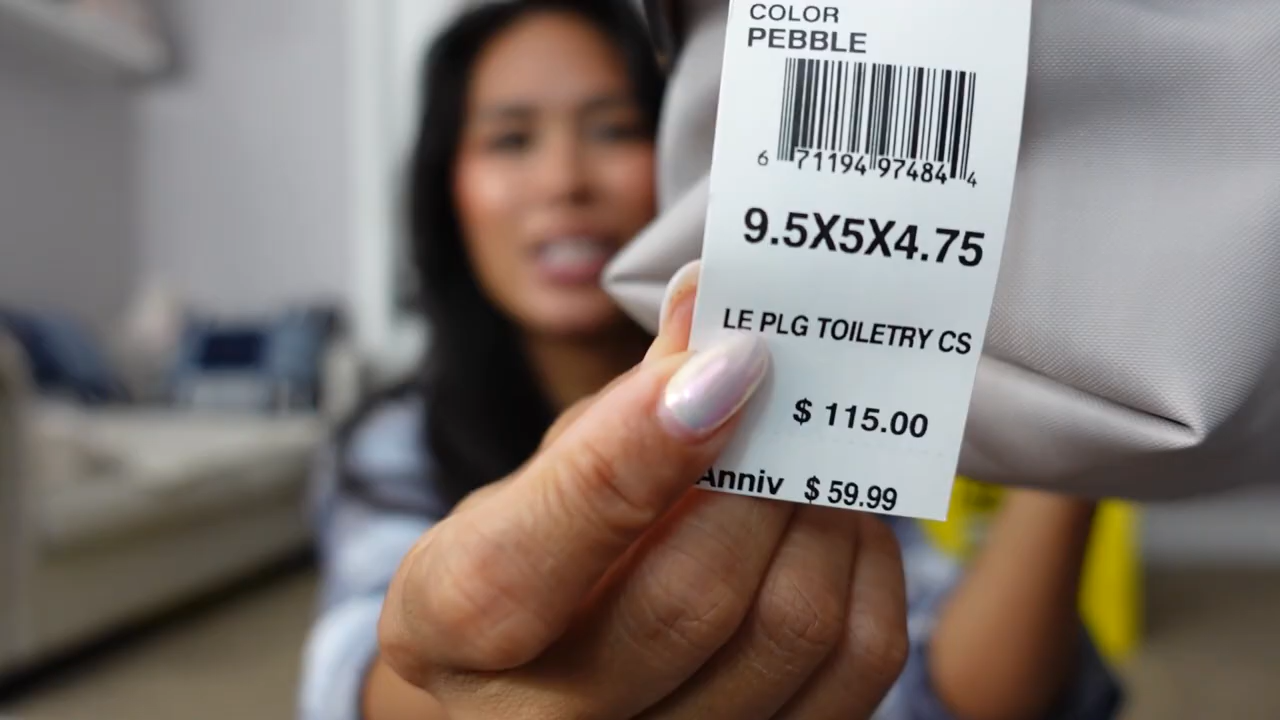 COLOR
PEBBLE
6 71194 97484 4
9.5X5X4.75
LE PLG TOILETRY CS
$ 115.00
Anniv $ 59.99